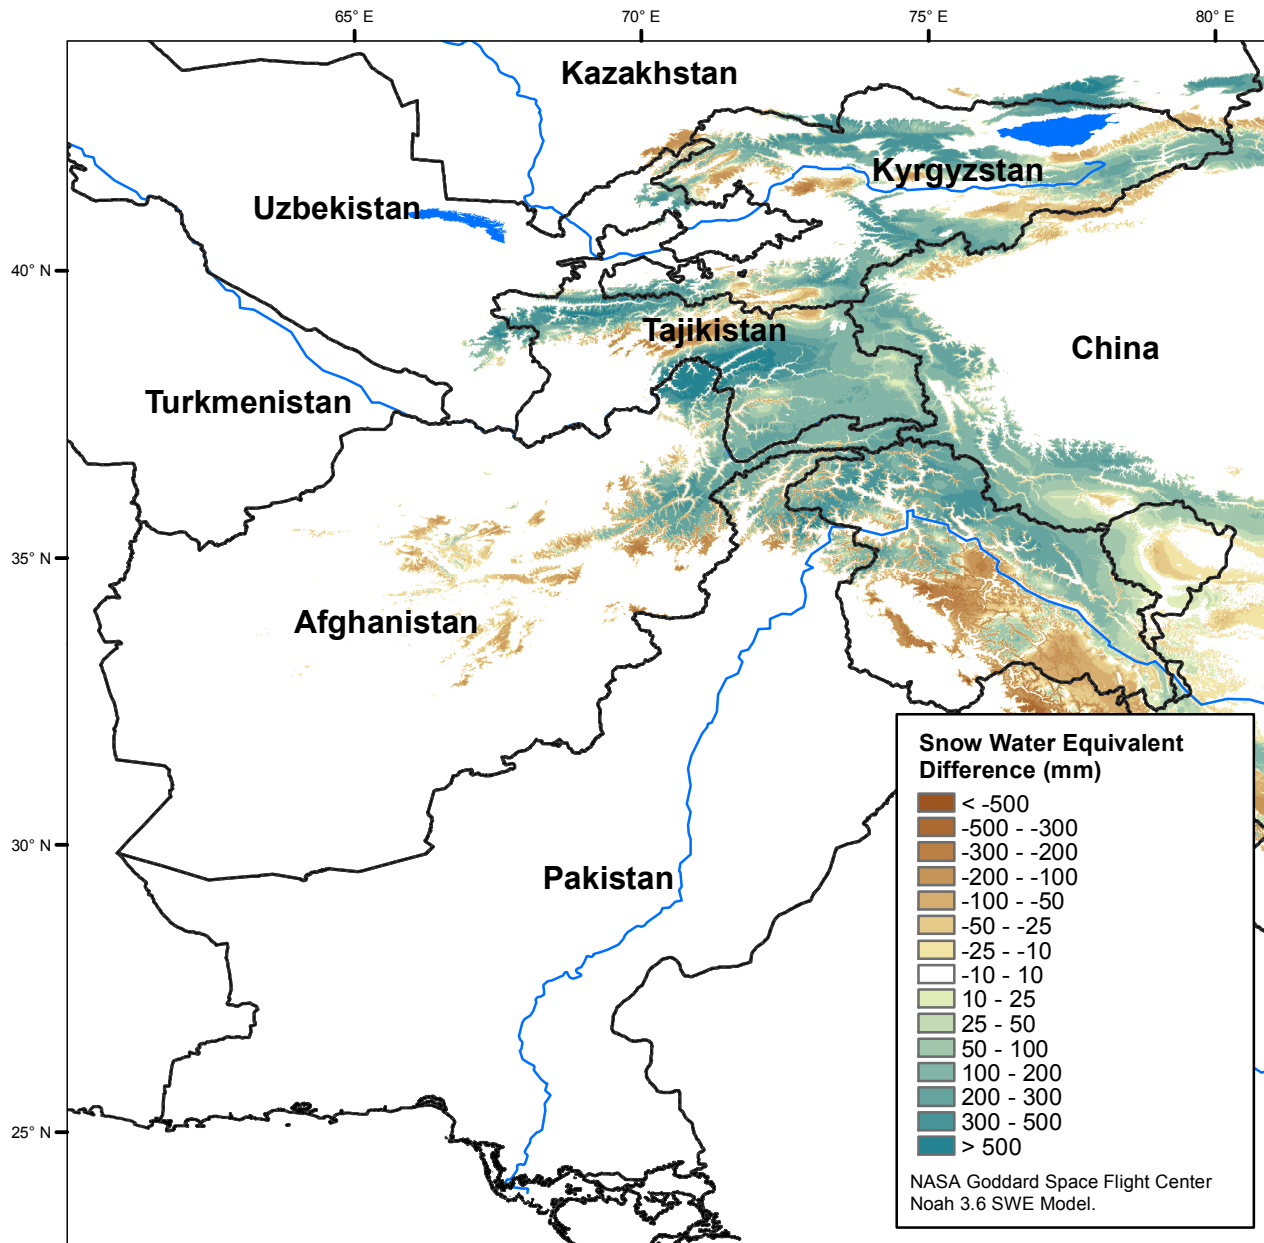 65° E
70° E
75° E
80° E
Kazakhstan
Kyrgyzstan
Uzbekistan
40° N
Tajikistan
China
Turkmenistan
35° N
Afghanistan
Snow Water Equivalent
Difference (mm)
< -500
-500 - -300
-300 - -200
-200 - -100
-100 - -50
-50 - -25
-25 - -10
-10 - 10
10 - 25
25 - 50
50 - 100
100 - 200
200 - 300
300 - 500
> 500
30° N
Pakistan
25° N
NASA Goddard Space Flight Center
Noah 3.6 SWE Model.